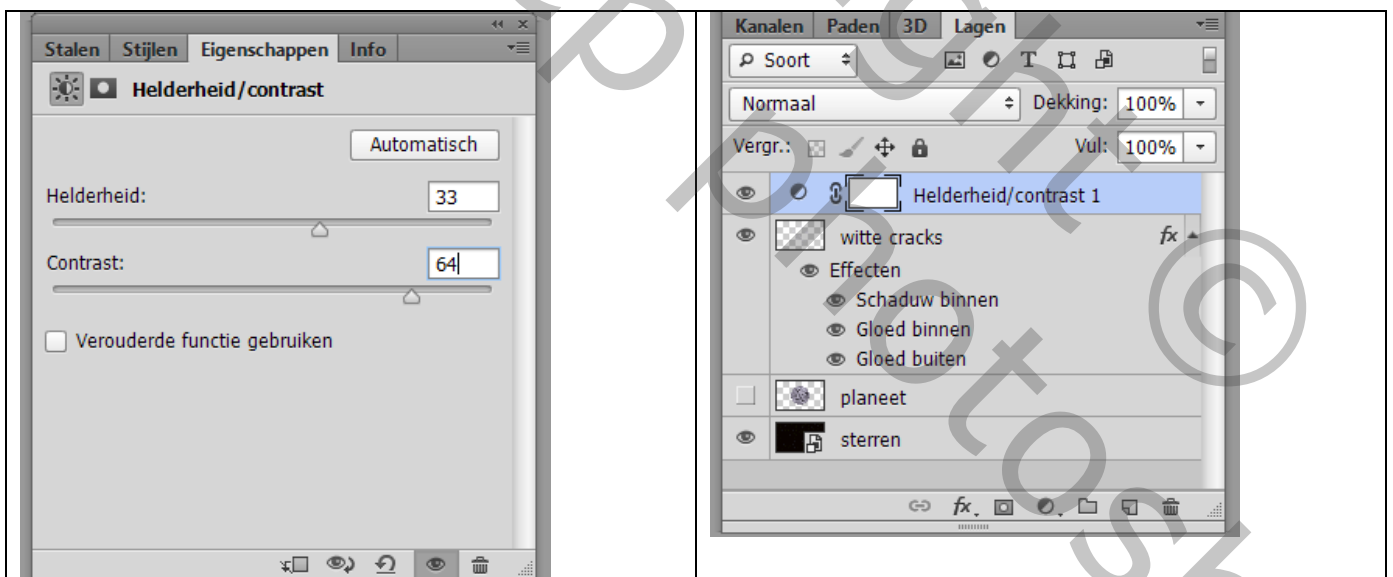 Stalen Stijlen Eigenschappen Info
Helderheid/contrast
Automatisch
Helderheid: 33
Contrast: 64
Verouderde functie gebruiken
Kanalen Paden 3D Lagen
Soort
Normaal Dekking: 100%
Vergr.: Vul: 100%
Helderheid/contrast 1
witte cracks fx
Effecten
Schaduw binnen
Gloed binnen
Gloed buiten
planeet
sterren
fx